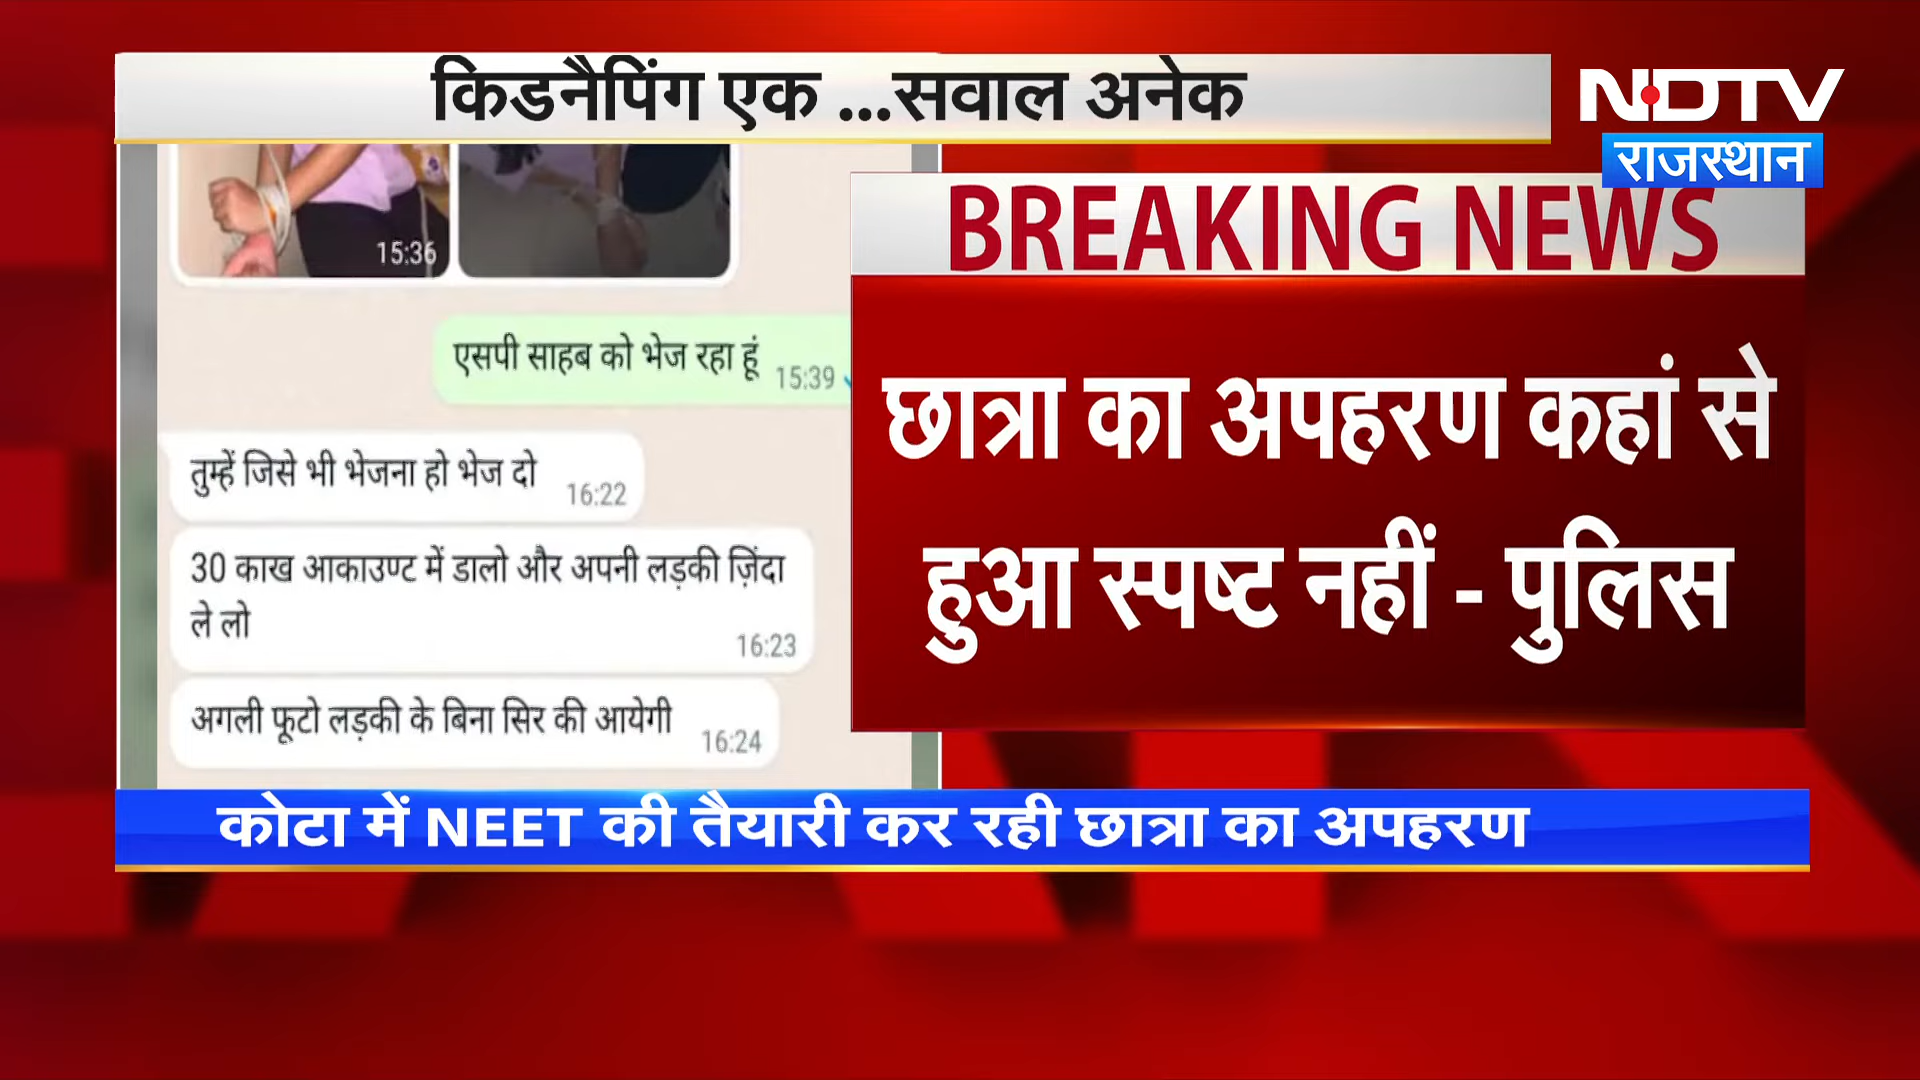 किडनैपिंग एक ...सवाल अनेक
NDTV
राजस्थान
15:36
एसपी साहब को भेज रहा हूं 15:39
तुम्हें जिसे भी भेजना हो भेज दो 16:22
30 काख आकाउण्ट में डालो और अपनी लड़की ज़िंदा
ले लो 16:23
अगली फूटो लड़की के बिना सिर की आयेगी 16:24
BREAKING NEWS
छात्रा का अपहरण कहां से
हुआ स्पष्ट नहीं - पुलिस
कोटा में NEET की तैयारी कर रही छात्रा का अपहरण